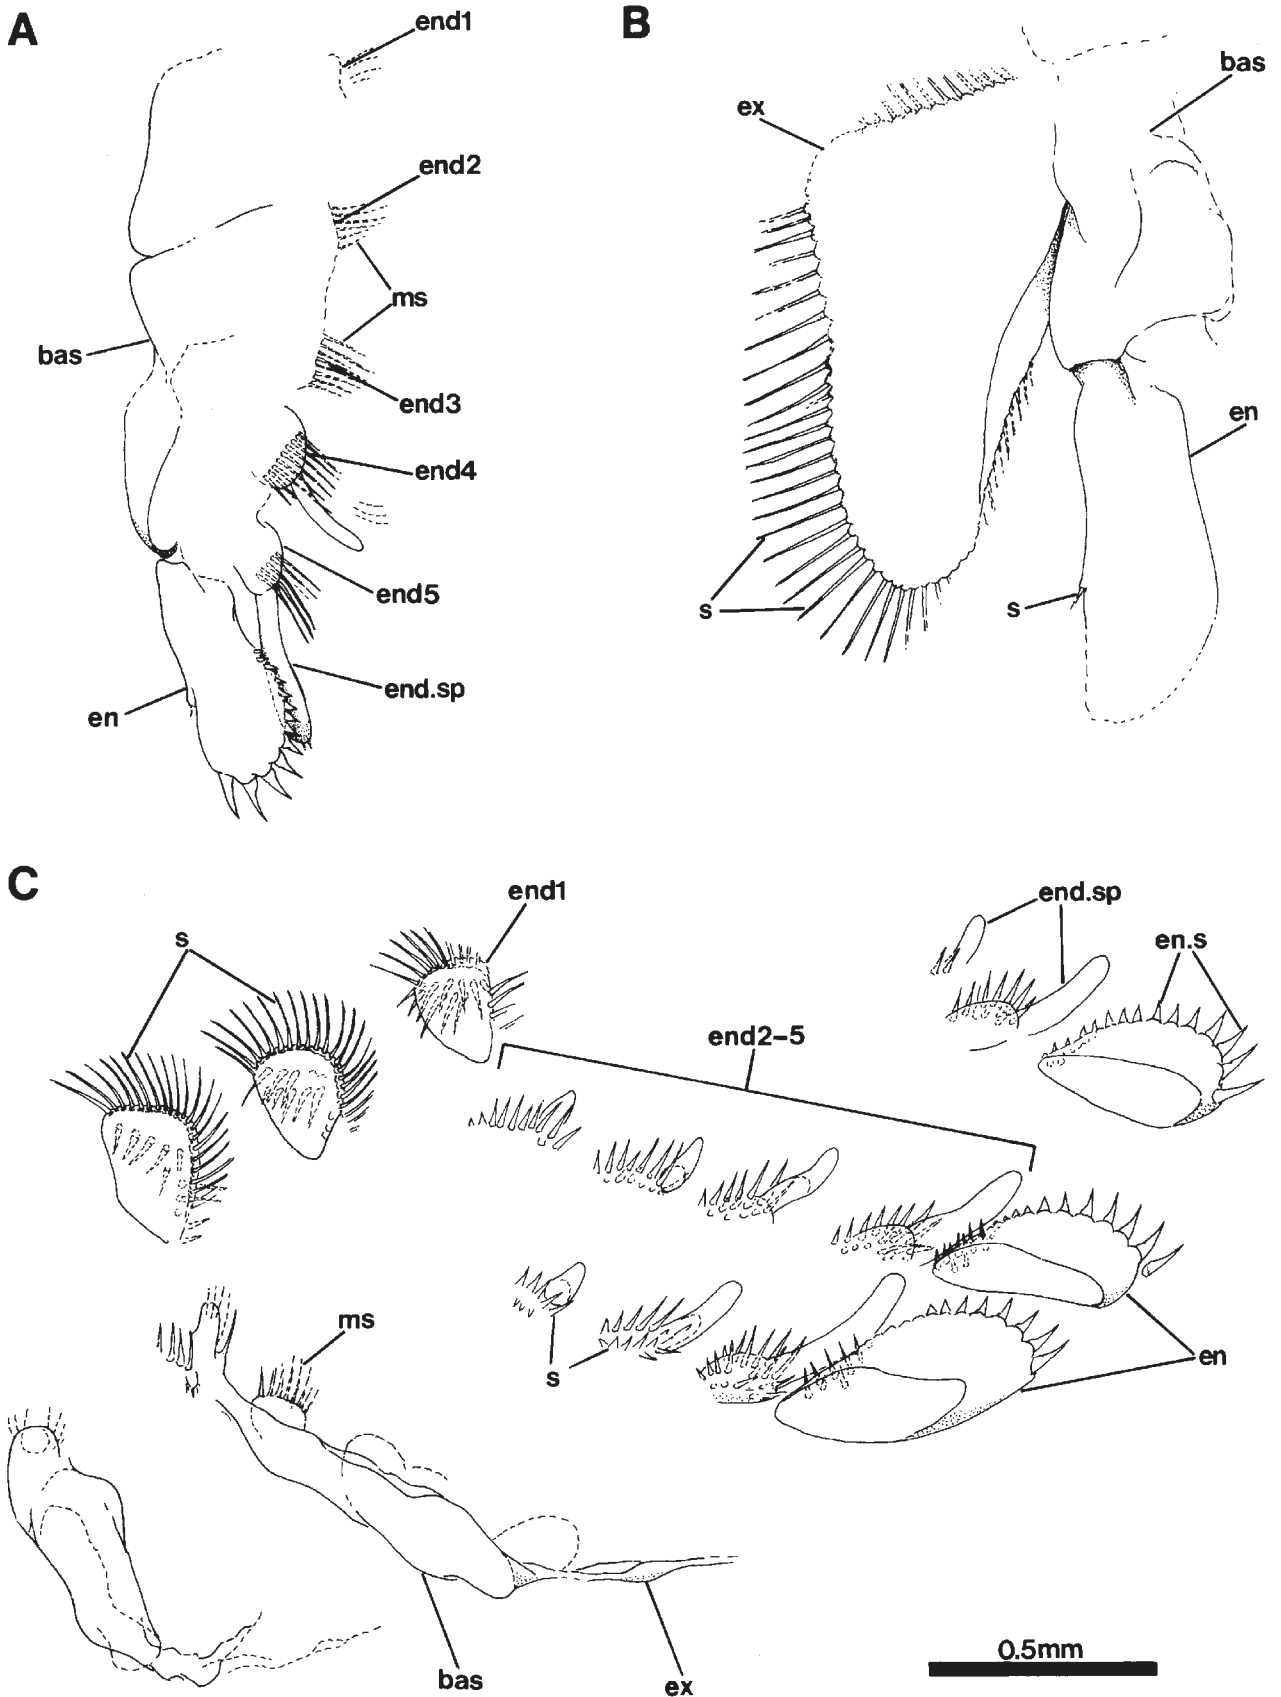 A
end1
end2
ms
bas
end3
end4
end5
end.sp
en
B
ex
bas
en
s
s
C
s
end1
end.sp
en.s
end2-5
ms
s
en
bas
ex
0.5mm